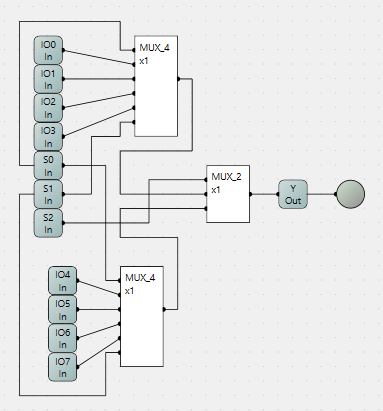 IO0
In
IO1
In
IO2
In
IO3
In
S0
In
S1
In
S2
In
MUX_4
x1
MUX_2
x1
Y
Out
IO4
In
IO5
In
IO6
In
IO7
In
MUX_4
x1